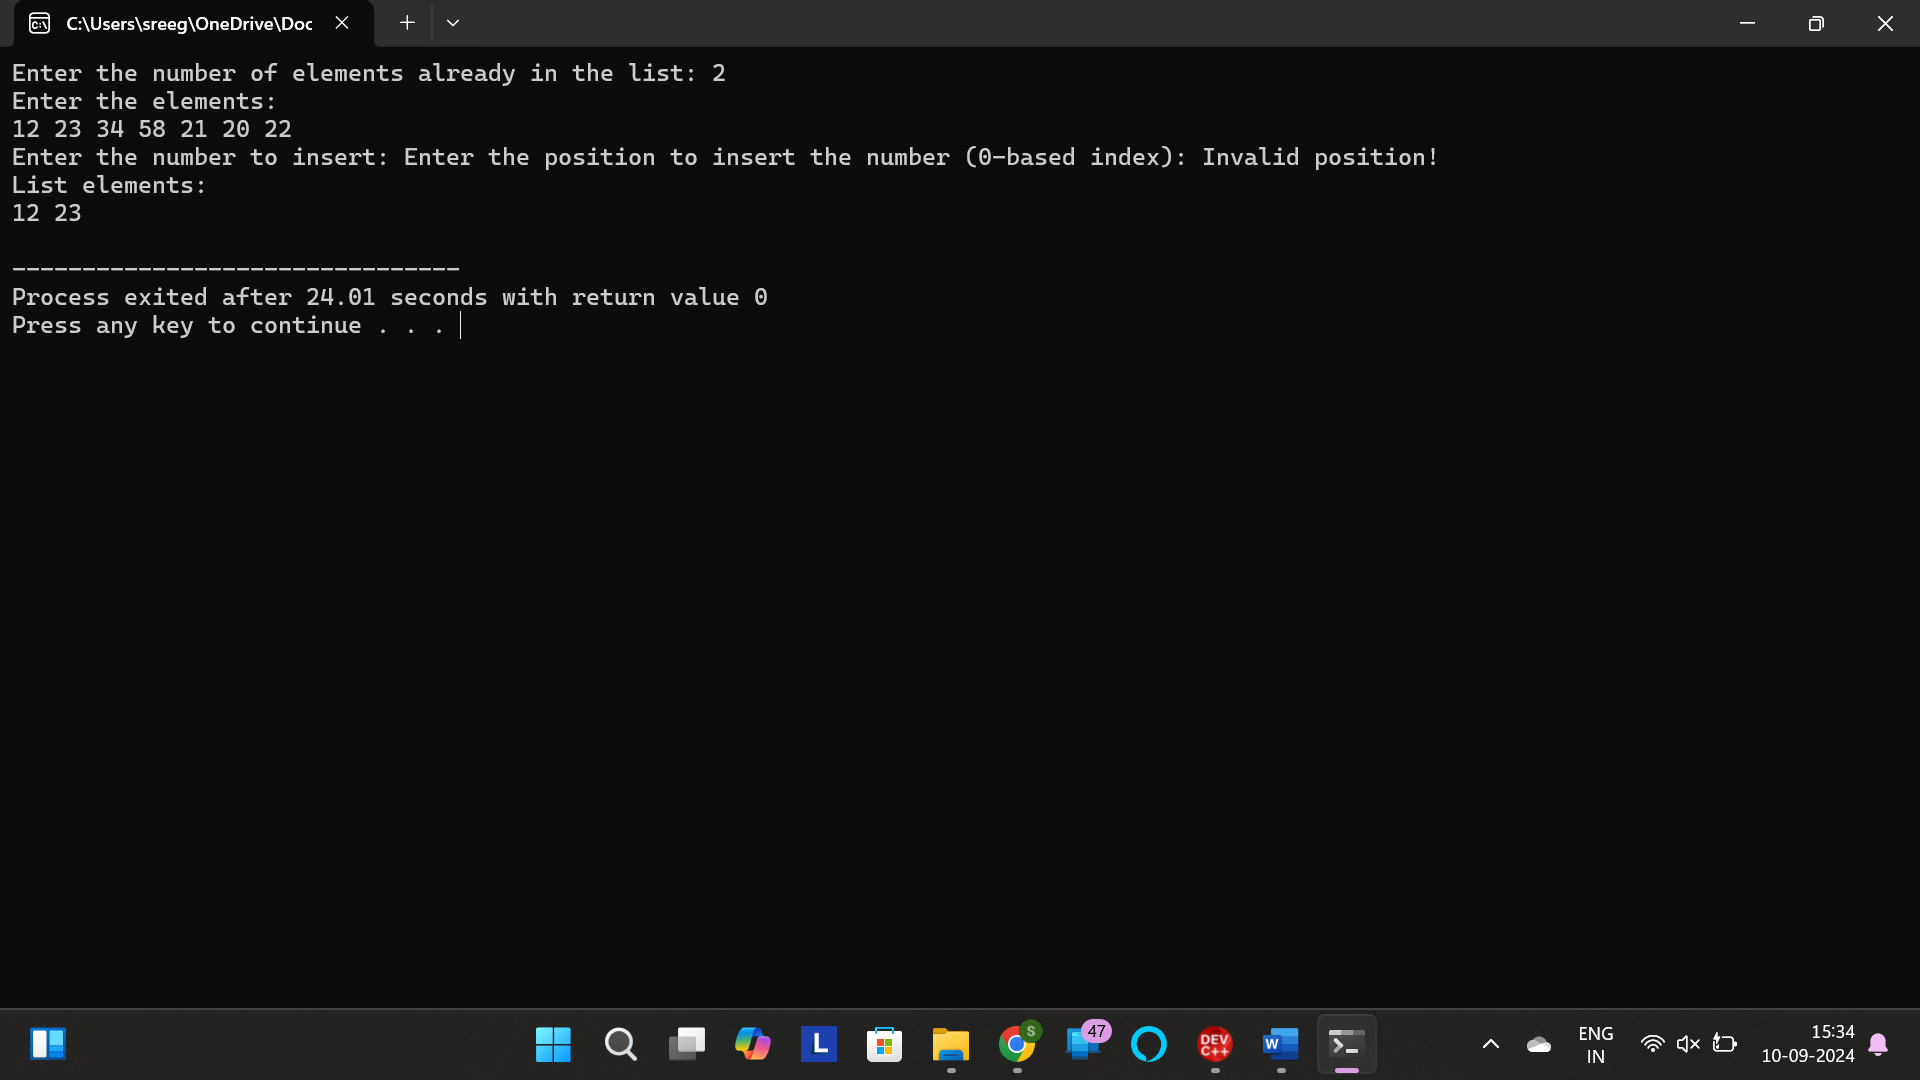 C:\Users\sreeg\OneDrive\Doc
Enter the number of elements already in the list: 2
Enter the elements:
12 23 34 58 21 20 22
Enter the number to insert: Enter the position to insert the number (0-based index): Invalid position!
List elements:
12 23
--------------------------------
Process exited after 24.01 seconds with return value 0
Press any key to continue . . .
L
S
47
DEV
C++
W
ENG
IN
15:34
10-09-2024